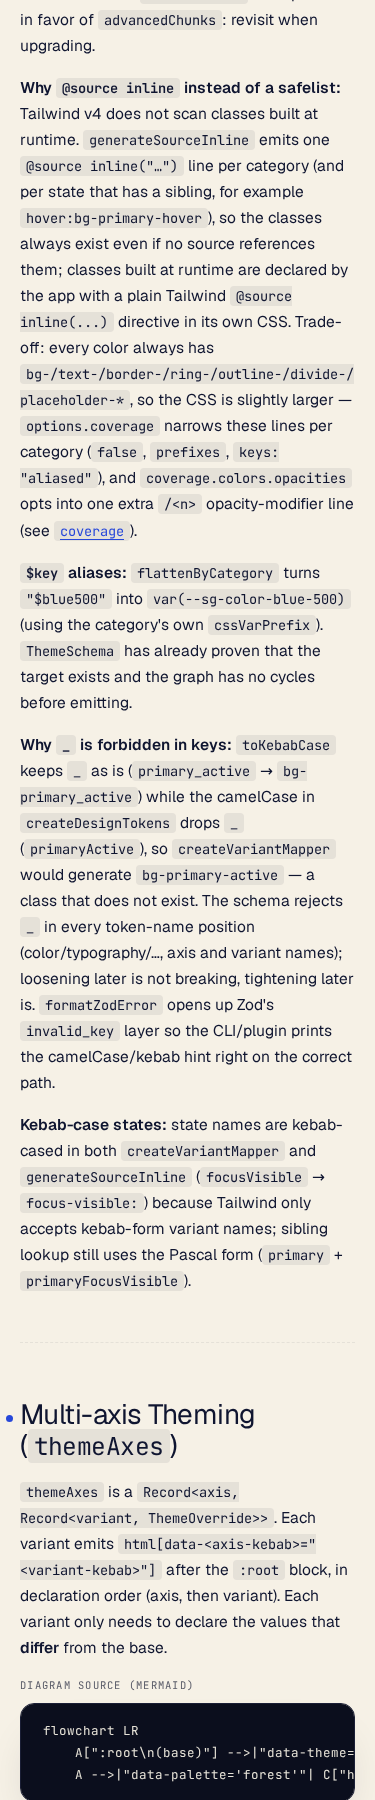 in favor of advancedChunks: revisit when
upgrading.
Why @source inline instead of a safelist:
Tailwind v4 does not scan classes built at
runtime. generateSourceInline emits one
@source inline("…") line per category (and
per state that has a sibling, for example
hover:bg-primary-hover), so the classes
always exist even if no source references
them; classes built at runtime are declared by
the app with a plain Tailwind @source
inline(...) directive in its own CSS. Trade-
off: every color always has
bg-/text-/border-/ring-/outline-/divide-/
placeholder-*, so the CSS is slightly larger —
options.coverage narrows these lines per
category (false, prefixes, keys:
"aliased"), and coverage.colors.opacities
opts into one extra /<n> opacity-modifier line
(see coverage).
$key aliases: flattenByCategory turns
"$blue500" into var(--sg-color-blue-500)
(using the category's own cssVarPrefix).
ThemeSchema has already proven that the
target exists and the graph has no cycles
before emitting.
Why _ is forbidden in keys: toKebabCase
keeps _ as is (primary_active → bg-
primary_active) while the camelCase in
createDesignTokens drops _
(primaryActive), so createVariantMapper
would generate bg-primary-active — a
class that does not exist. The schema rejects
_ in every token-name position
(color/typography/…, axis and variant names);
loosening later is not breaking, tightening later
is. formatZodError opens up Zod's
invalid_key layer so the CLI/plugin prints
the camelCase/kebab hint right on the correct
path.
Kebab-case states: state names are kebab-
cased in both createVariantMapper and
generateSourceInline (focusVisible →
focus-visible:) because Tailwind only
accepts kebab-form variant names; sibling
lookup still uses the Pascal form (primary +
primaryFocusVisible).
Multi-axis Theming
(themeAxes)
themeAxes is a Record<axis,
Record<variant, ThemeOverride>>. Each
variant emits html[data-<axis-kebab>="
<variant-kebab>"] after the :root block, in
declaration order (axis, then variant). Each
variant only needs to declare the values that
differ from the base.
DIAGRAM SOURCE (MERMAID)
flowchart LR
A[":root\n(base)"] -->|"data-theme=
A -->|"data-palette='forest'"| C["h